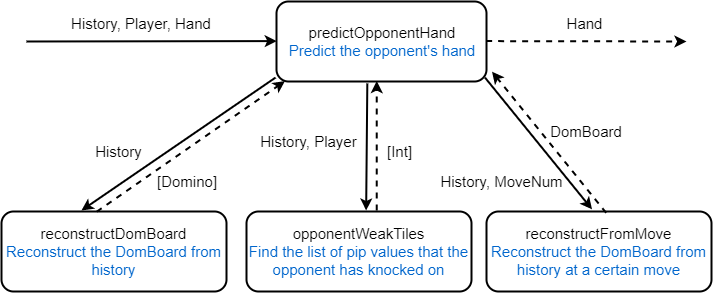 History, Player, Hand
predictOpponentHand
Predict the opponent's hand
Hand
History
[Domino]
History, Player
[Int]
DomBoard
History, MoveNum
reconstructDomBoard
Reconstruct the DomBoard from
history
opponentWeakTiles
Find the list of pip values that the
opponent has knocked on
reconstructFromMove
Reconstruct the DomBoard from
history at a certain move